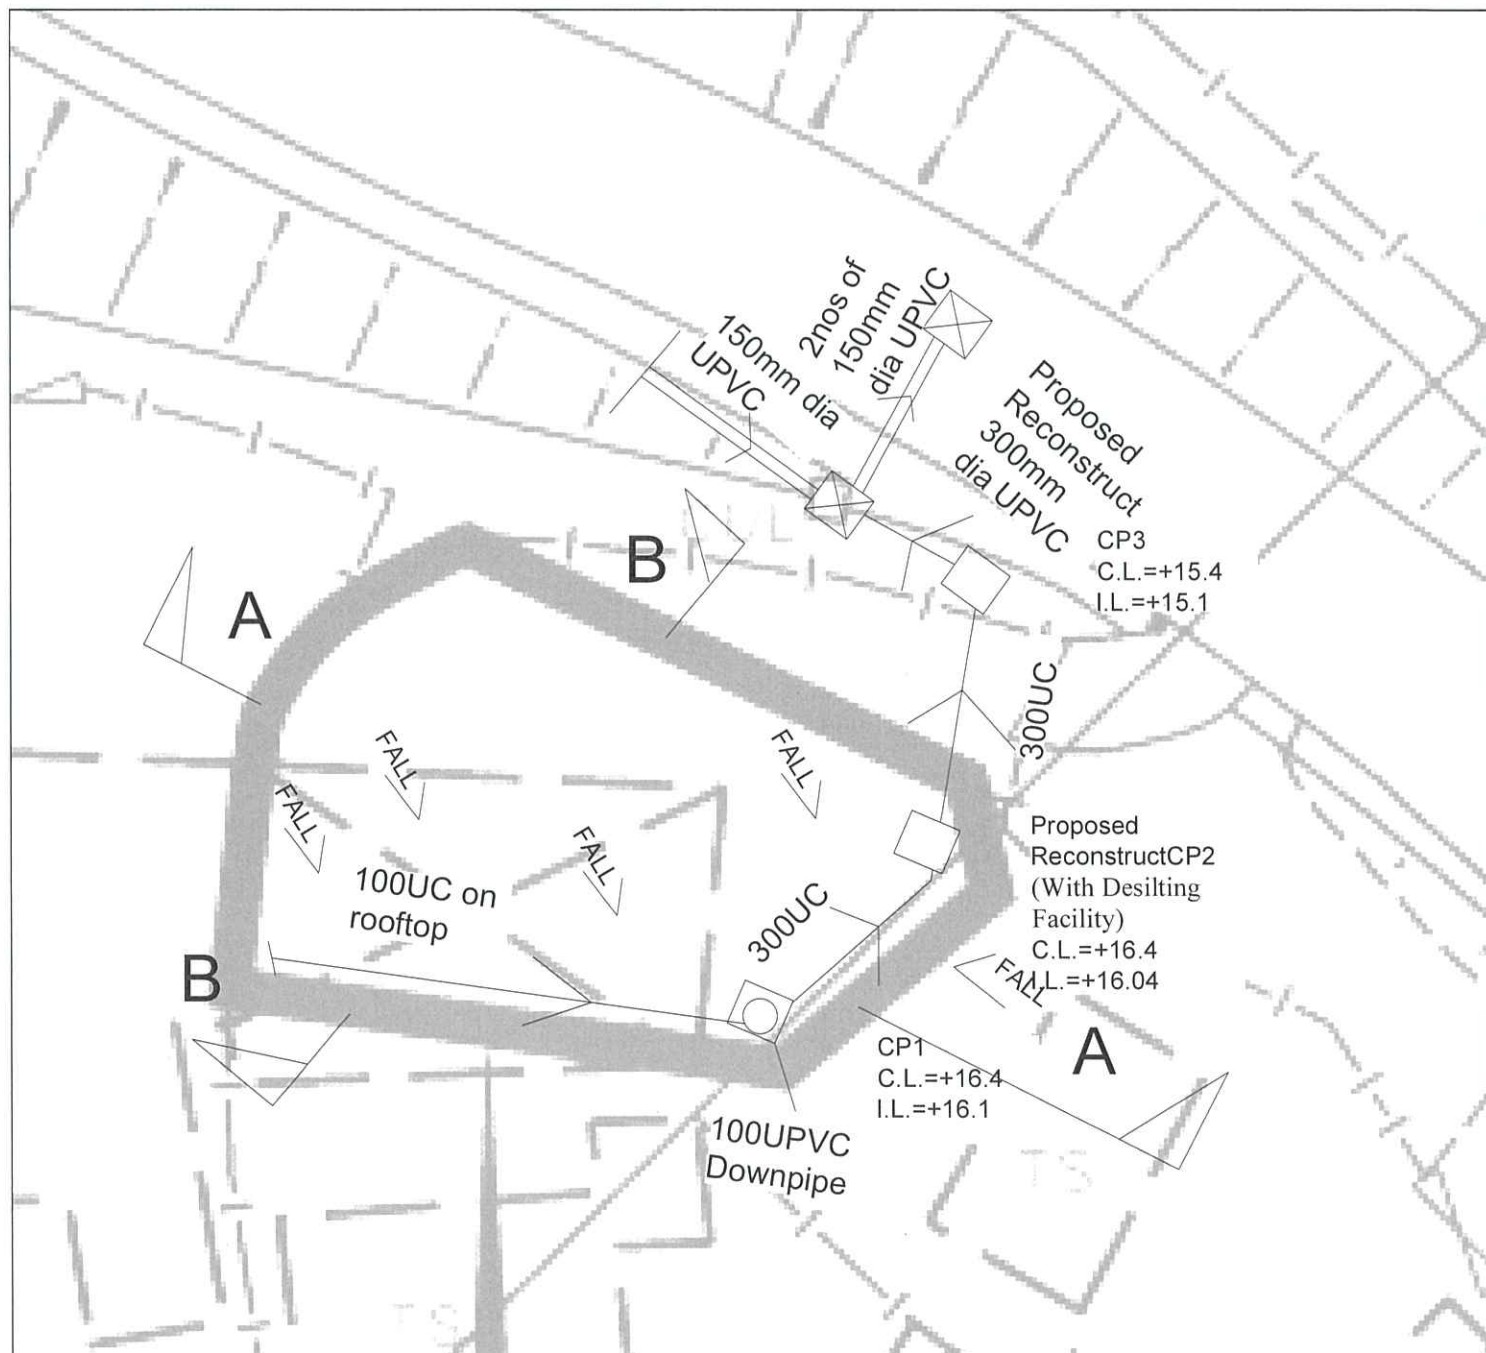 2nos of
150mm
dia UPVC
150mm dia
UPVC
Proposed
Reconstruct
300mm
dia UPVC
CP3
C.L.=+15.4
I.L.=+15.1
B
A
300UC
FALL
FALL
FALL
FALL
Proposed
ReconstructCP2
(With Desilting
Facility)
C.L.=+16.4
I.L.=+16.04
100UC on
rooftop
300UC
B
FALL
A
CP1
C.L.=+16.4
I.L.=+16.1
100UPVC
Downpipe
TS
TS